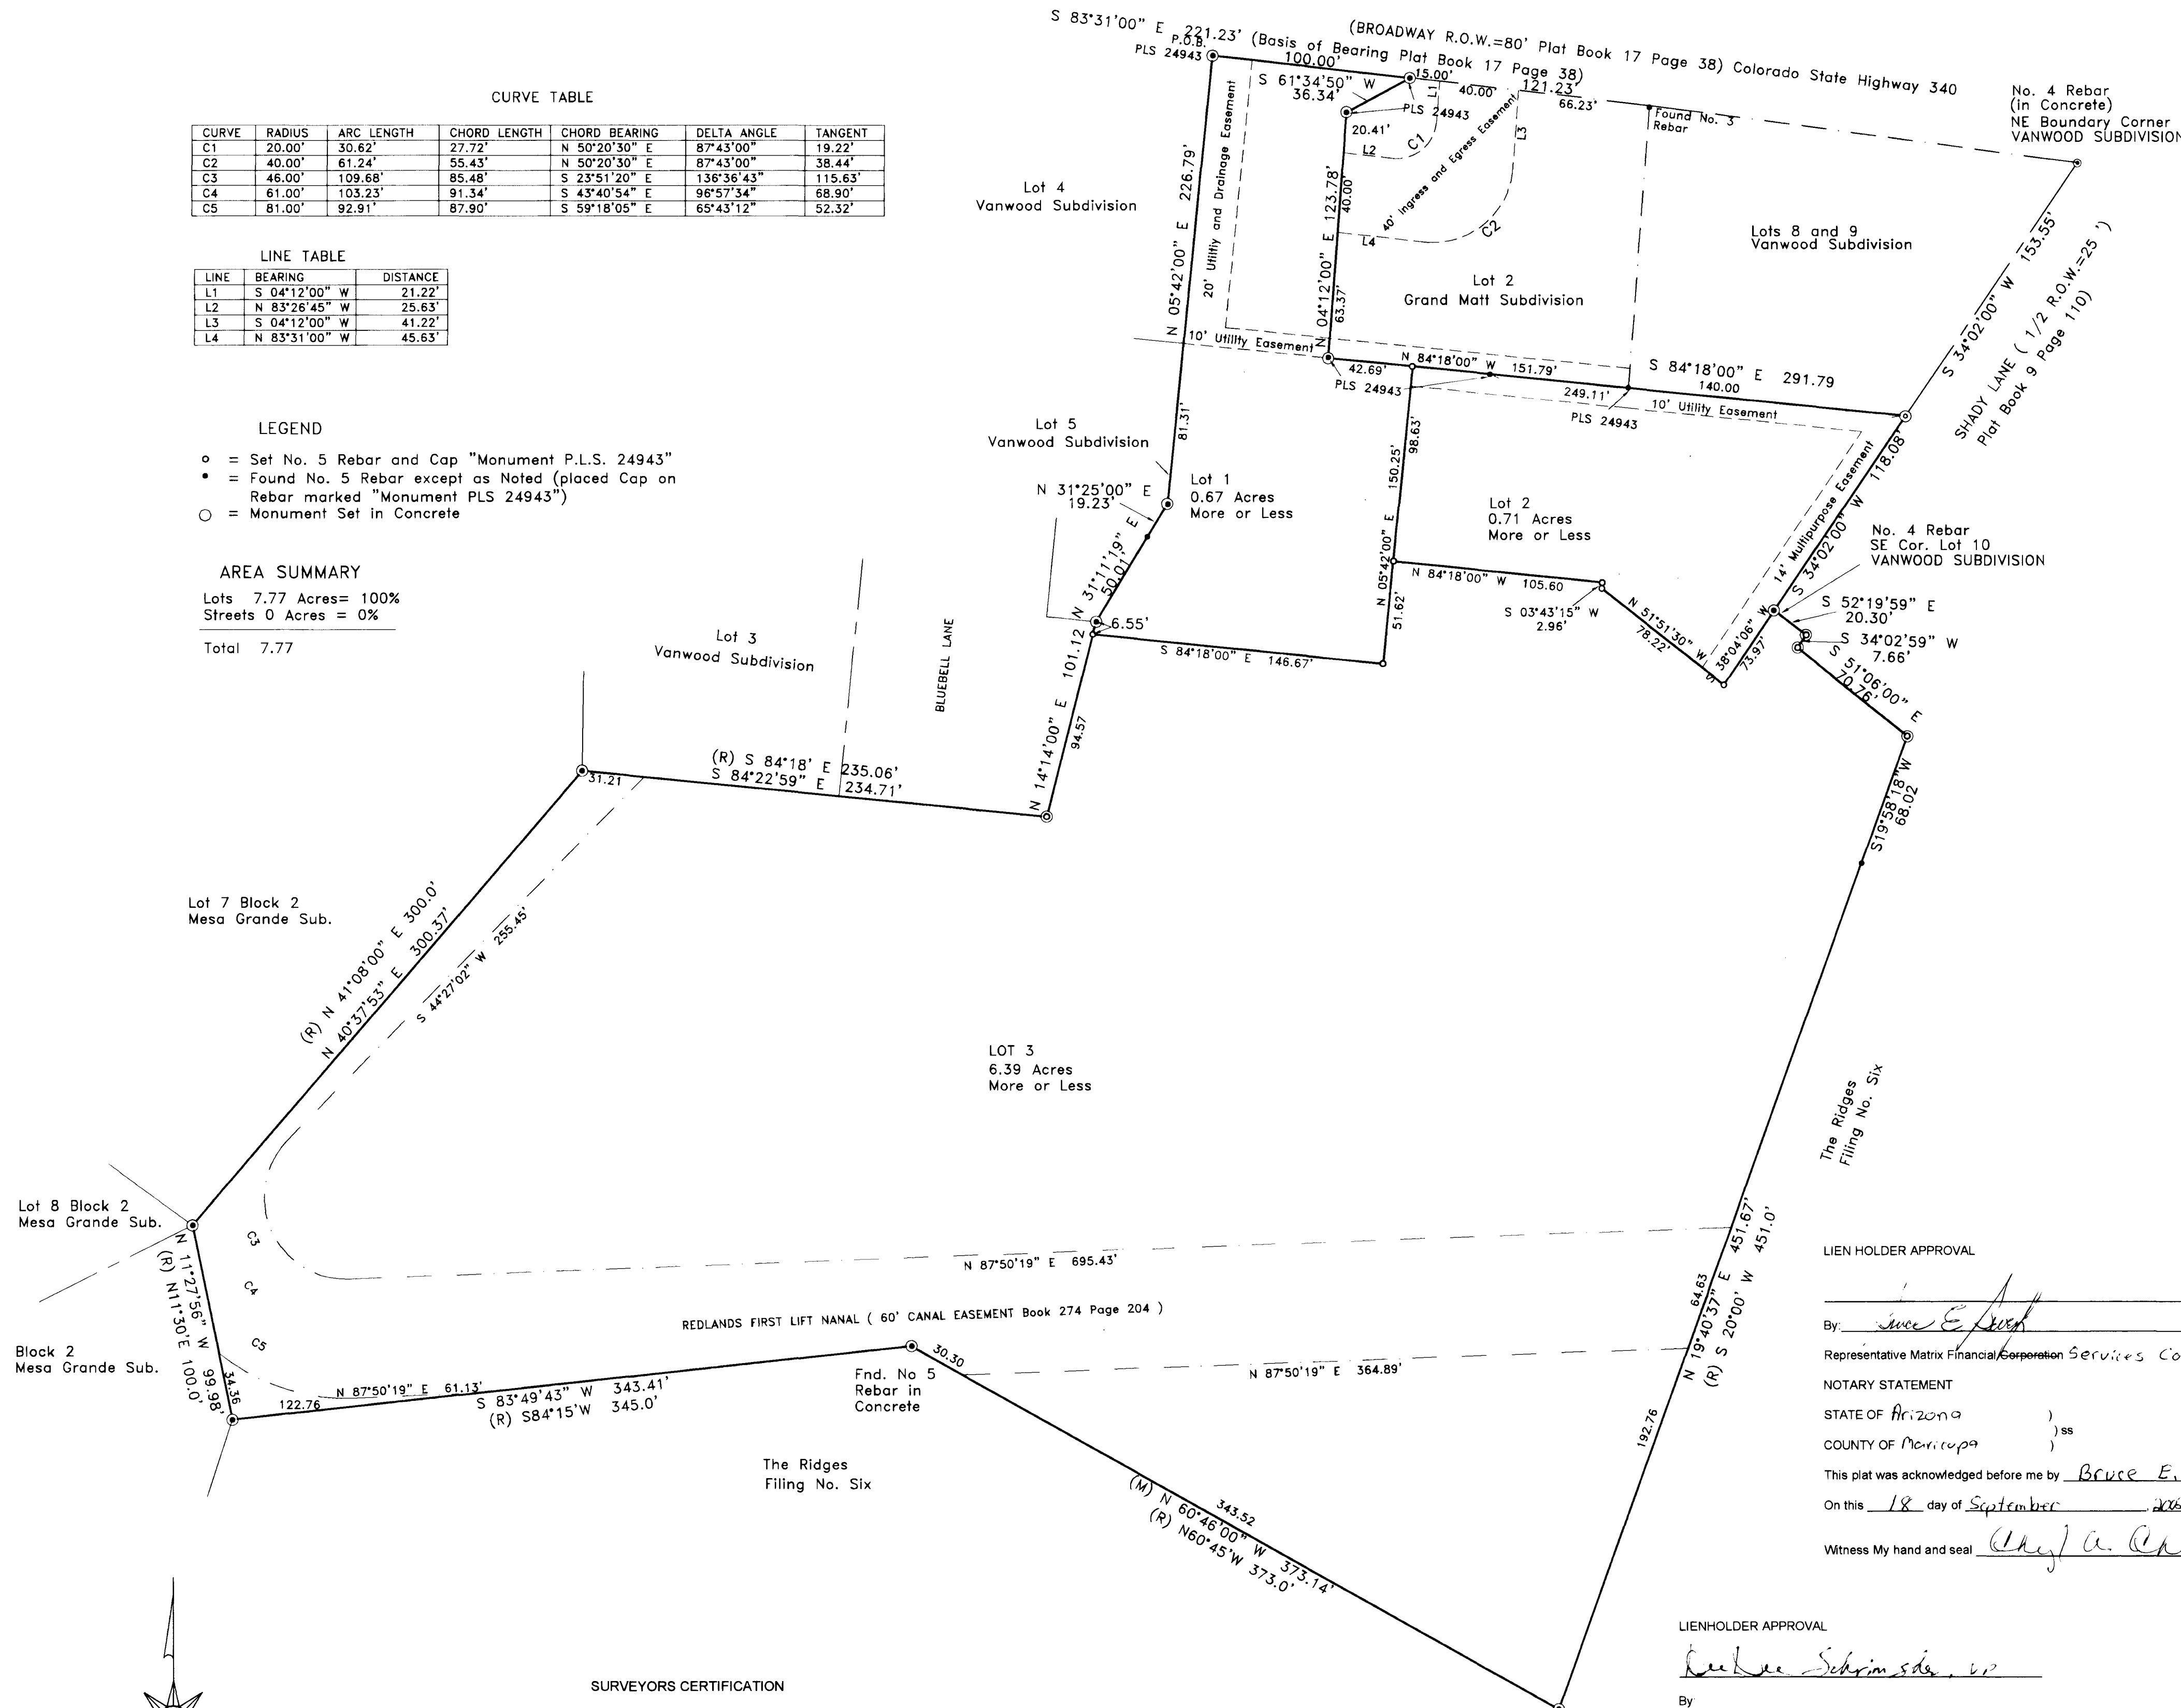 S 83°31'00" E 221.23' (Basis of Bearing Plat Book 17 Page 38)
(BROADWAY R.O.W.=80' Plat Book 17 Page 38) Colorado State Highway 340
P.O.B.
PLS 24943
100.00'
S 61°34'50" W
36.34'
15.00'
40.00
121.23'
66.23'
PLS 24943
Found No. 3
Rebar
No. 4 Rebar
(in Concrete)
NE Boundary Corner
VANWOOD SUBDIVISION
CURVE TABLE
CURVE RADIUS ARC LENGTH CHORD LENGTH CHORD BEARING DELTA ANGLE TANGENT
C1 20.00' 30.62' 27.72' N 50°20'30" E 87°43'00" 19.22'
C2 40.00' 61.24' 55.43' N 50°20'30" E 87°43'00" 38.44'
C3 46.00' 109.68' 85.48' S 23°51'20" E 136°36'43" 115.63'
C4 61.00' 103.23' 91.34' S 43°40'54" E 96°57'34" 68.90'
C5 81.00' 92.91' 87.90' S 59°18'05" E 65°43'12" 52.32'
LINE TABLE
LINE BEARING DISTANCE
L1 S 04°12'00" W 21.22'
L2 N 83°26'45" W 25.63'
L3 S 04°12'00" W 41.22'
L4 N 83°31'00" W 45.63'
LEGEND
= Set No. 5 Rebar and Cap "Monument P.L.S. 24943"
= Found No. 5 Rebar except as Noted (placed Cap on
Rebar marked "Monument PLS 24943")
= Monument Set in Concrete
AREA SUMMARY
Lots 7.77 Acres= 100%
Streets 0 Acres = 0%
Total 7.77
Lot 4
Vanwood Subdivision
N 05°42'00" E 226.79'
20' Utiltiy and Drainage Easement
20.41'
L1
L2
C1
L3
40' Ingress and Egress Easement
C2
L4
N 04°12'00" E 123.78'
40.00'
63.37'
Lot 2
Grand Matt Subdivision
Lots 8 and 9
Vanwood Subdivision
S 34°02'00" W 153.55'
SHADY LANE ( 1/2 R.O.W.=25 ')
Plat Book 9 Page 110)
10' Utility Easement
N 84°18'00" W 151.79'
42.69'
PLS 24943
S 84°18'00" E 291.79
140.00
249.11'
10' Utility Easement
PLS 24943
81.31'
Lot 5
Vanwood Subdivision
N 31°25'00" E
19.23'
Lot 1
0.67 Acres
More or Less
N 31°11'19" E
50.01'
98.63'
150.25'
N 05°42'00" E
51.62'
Lot 2
0.71 Acres
More or Less
14' Multipurpose Easement
S 34°02'00" W 118.08'
No. 4 Rebar
SE Cor. Lot 10
VANWOOD SUBDIVISION
N 84°18'00" W 105.60
S 03°43'15" W
2.96'
N 51°51'30" W
78.22'
S 38°04'06" W
73.97'
S 52°19'59" E
20.30'
S 34°02'59" W
7.66'
S 51°06'00" E
70.76'
S19°58'18"W
68.02
6.55'
S 84°18'00" E 146.67'
Lot 3
Vanwood Subdivision
BLUEBELL LANE
N 14°14'00" E 101.12
94.57
(R) S 84°18' E 235.06'
S 84°22'59" E 234.71'
31.21
Lot 7 Block 2
Mesa Grande Sub.
(R) N 41°08'00" E 300.0'
N 40°37'53" E 300.37'
S 44°27'02" W 255.45'
LOT 3
6.39 Acres
More or Less
The Ridges
Filing No. Six
Lot 8 Block 2
Mesa Grande Sub.
C3
C4
C5
N 11°27'56" W 99.98'
(R) N11°30'E 100.0'
34.36
Block 2
Mesa Grande Sub.
N 87°50'19" E 695.43'
REDLANDS FIRST LIFT NANAL ( 60' CANAL EASEMENT Book 274 Page 204 )
N 87°50'19" E 61.13'
122.76
S 83°49'43" W 343.41'
(R) S84°15'W 345.0'
30.30
Fnd. No 5
Rebar in
Concrete
N 87°50'19" E 364.89'
64.63
N 19°40'37" E 451.67'
(R) S 20°00' W 451.0'
192.76
The Ridges
Filing No. Six
343.52
(M) N 60°46'00" W 373.14'
(R) N60°45'W 373.0'
LIEN HOLDER APPROVAL
By:
Representative Matrix Financial Corporation Services Co
NOTARY STATEMENT
STATE OF Arizona )
) ss
COUNTY OF Maricopa )
This plat was acknowledged before me by Bruce E.
On this 18 day of September
Witness My hand and seal
LIENHOLDER APPROVAL
By
SURVEYORS CERTIFICATION